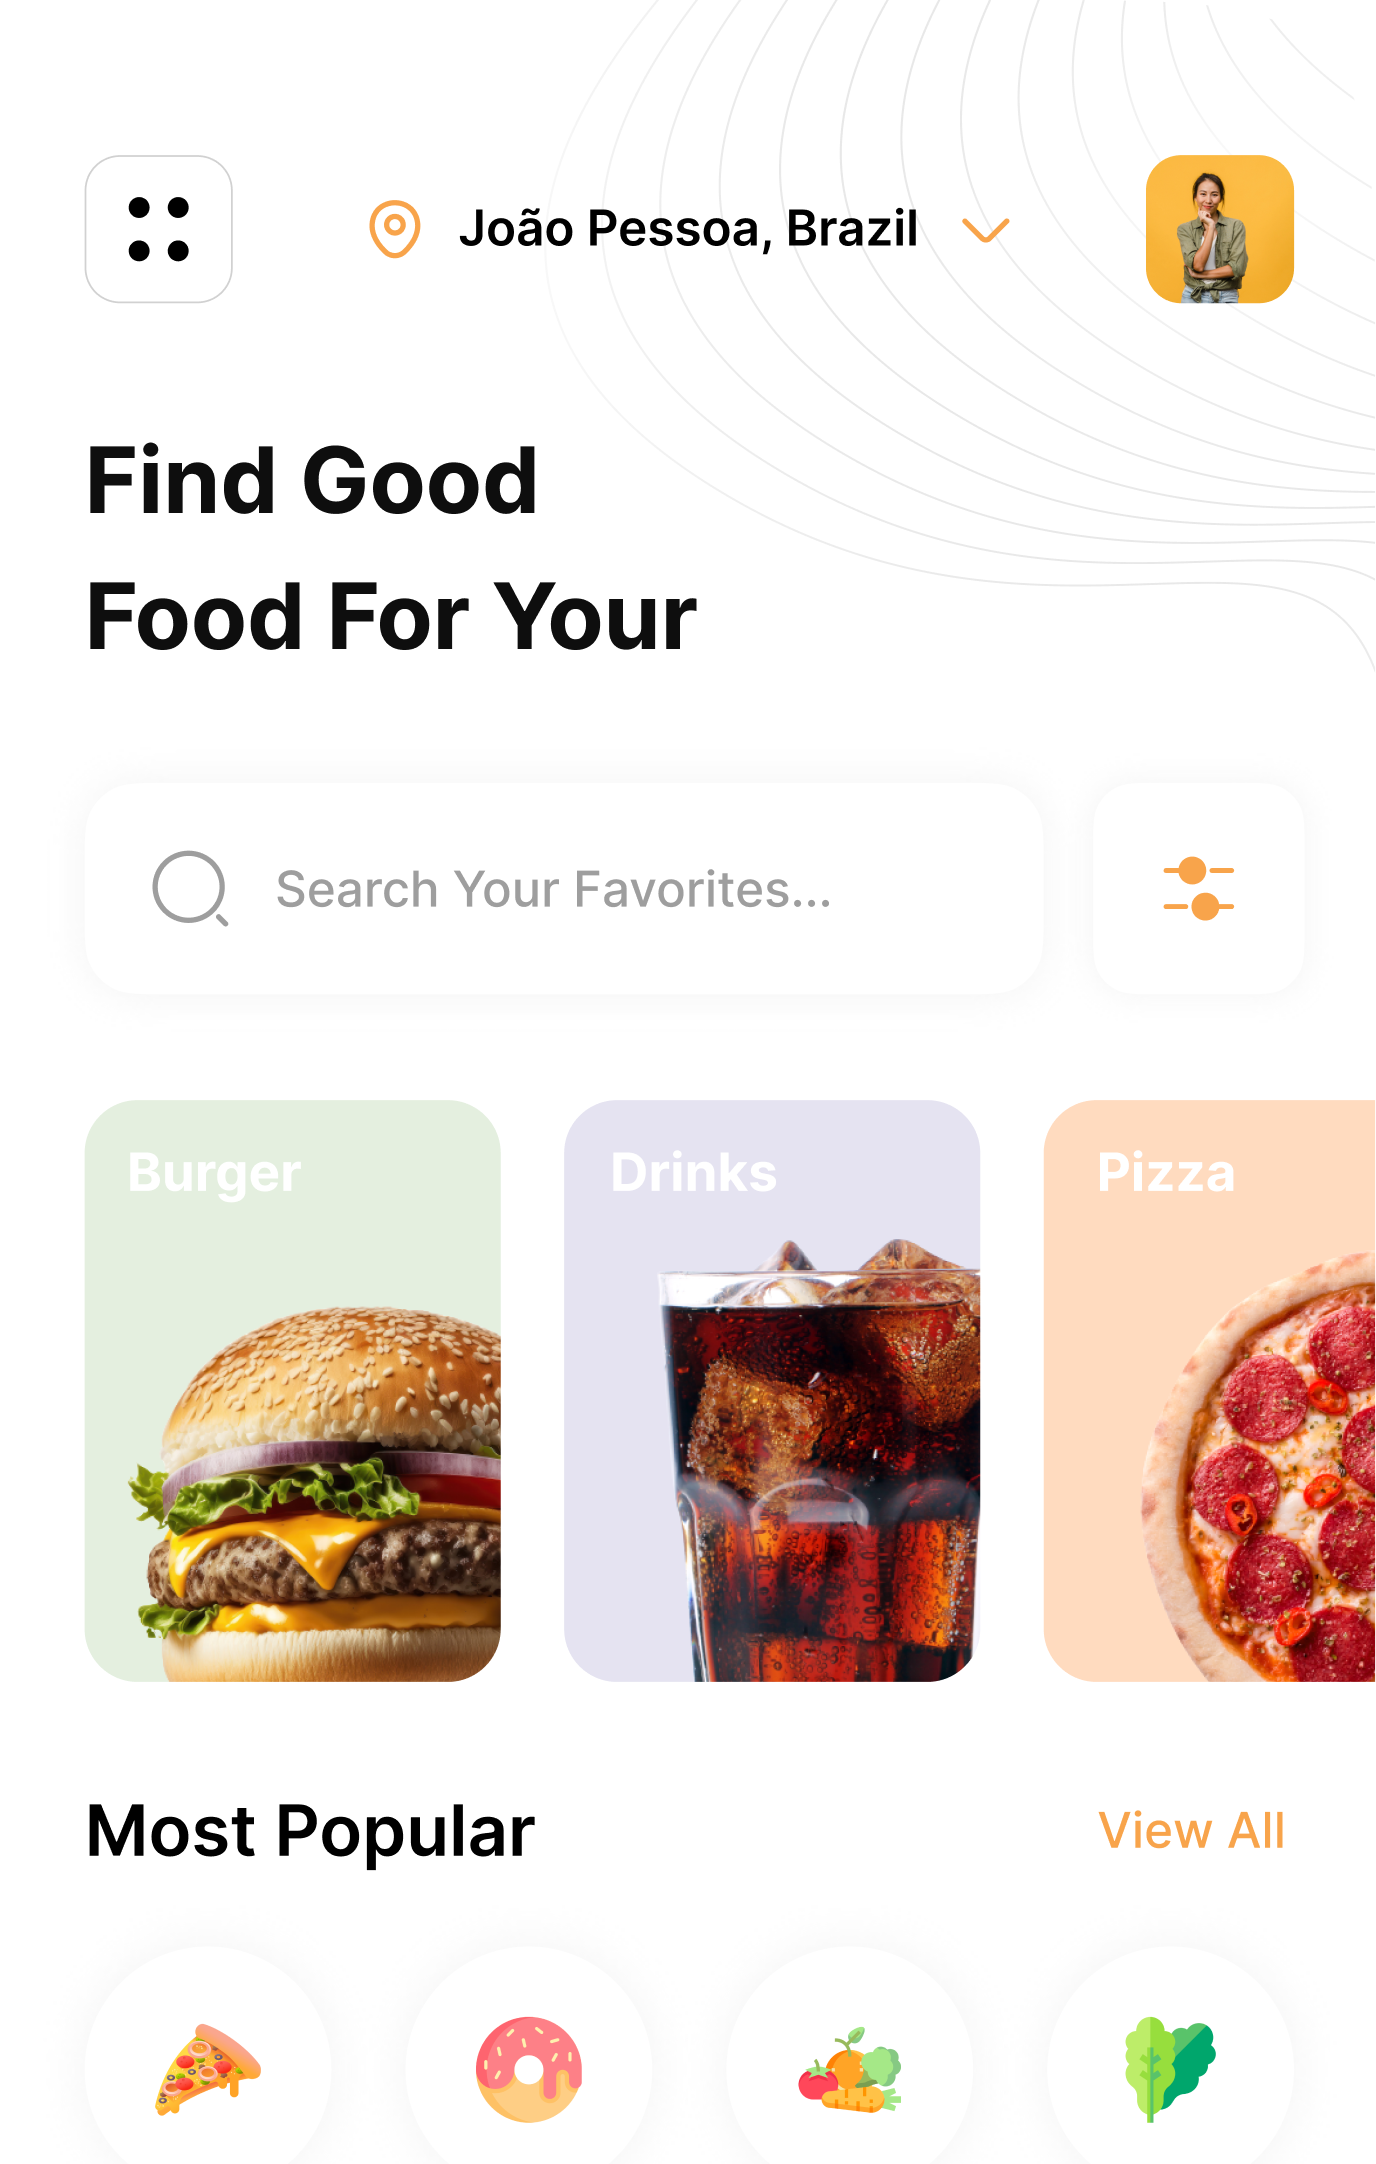 João Pessoa, Brazil
Find Good
Food For Your
Search Your Favorites...
Burger
Drinks
Pizza
Most Popular
View All